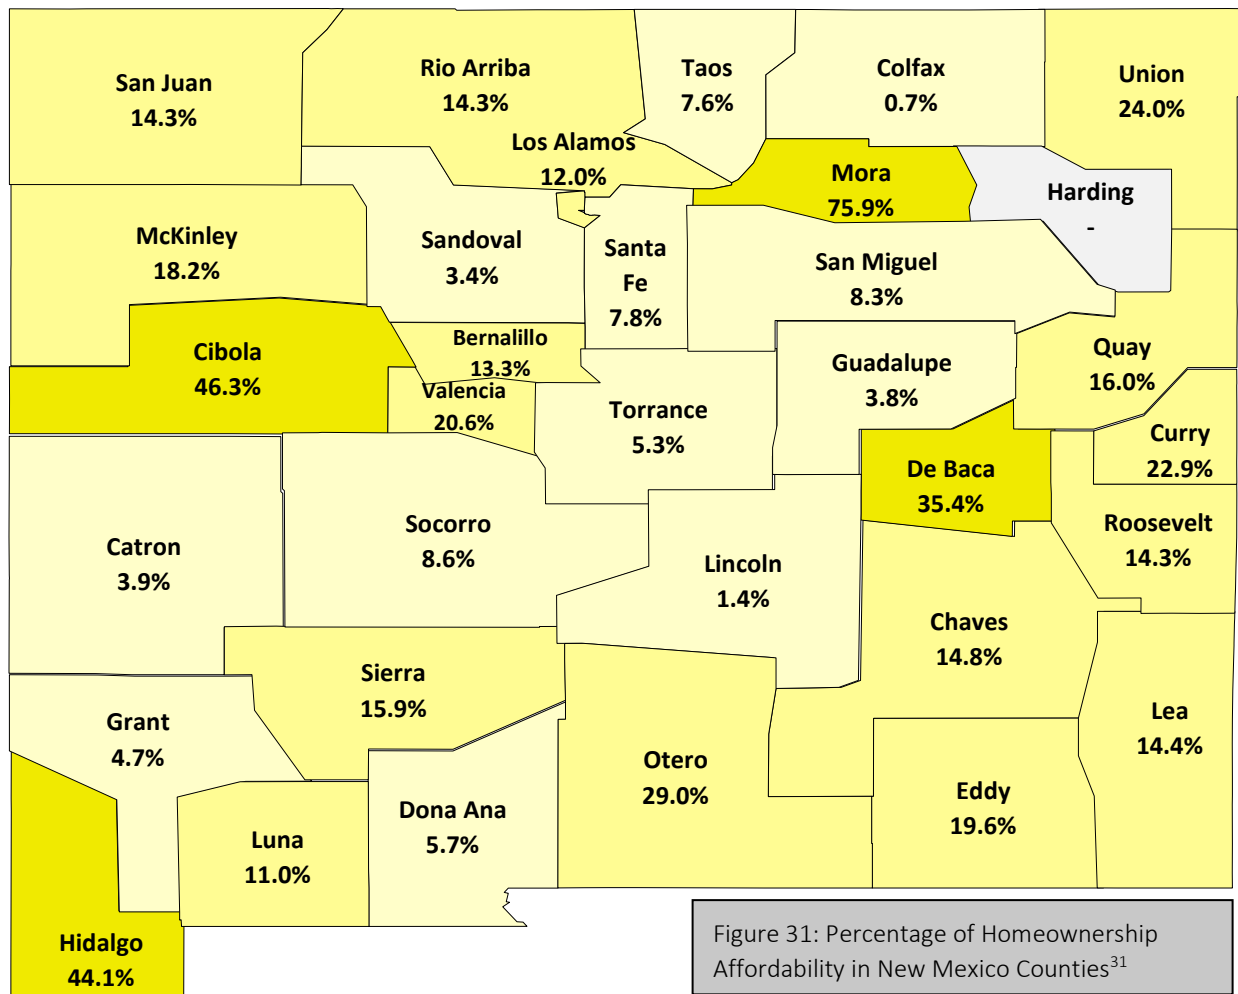 San Juan
14.3%
Rio Arriba
14.3%
Taos
7.6%
Colfax
0.7%
Union
24.0%
Los Alamos
12.0%
Mora
75.9%
Harding
-
McKinley
18.2%
Sandoval
3.4%
Santa
Fe
7.8%
San Miguel
8.3%
Cibola
46.3%
Bernalillo
13.3%
Valencia
20.6%
Guadalupe
3.8%
Quay
16.0%
Torrance
5.3%
Curry
22.9%
De Baca
35.4%
Roosevelt
14.3%
Catron
3.9%
Socorro
8.6%
Lincoln
1.4%
Chaves
14.8%
Sierra
15.9%
Grant
4.7%
Lea
14.4%
Otero
29.0%
Eddy
19.6%
Dona Ana
5.7%
Luna
11.0%
Hidalgo
44.1%
Figure 31: Percentage of Homeownership
Affordability in New Mexico Counties31